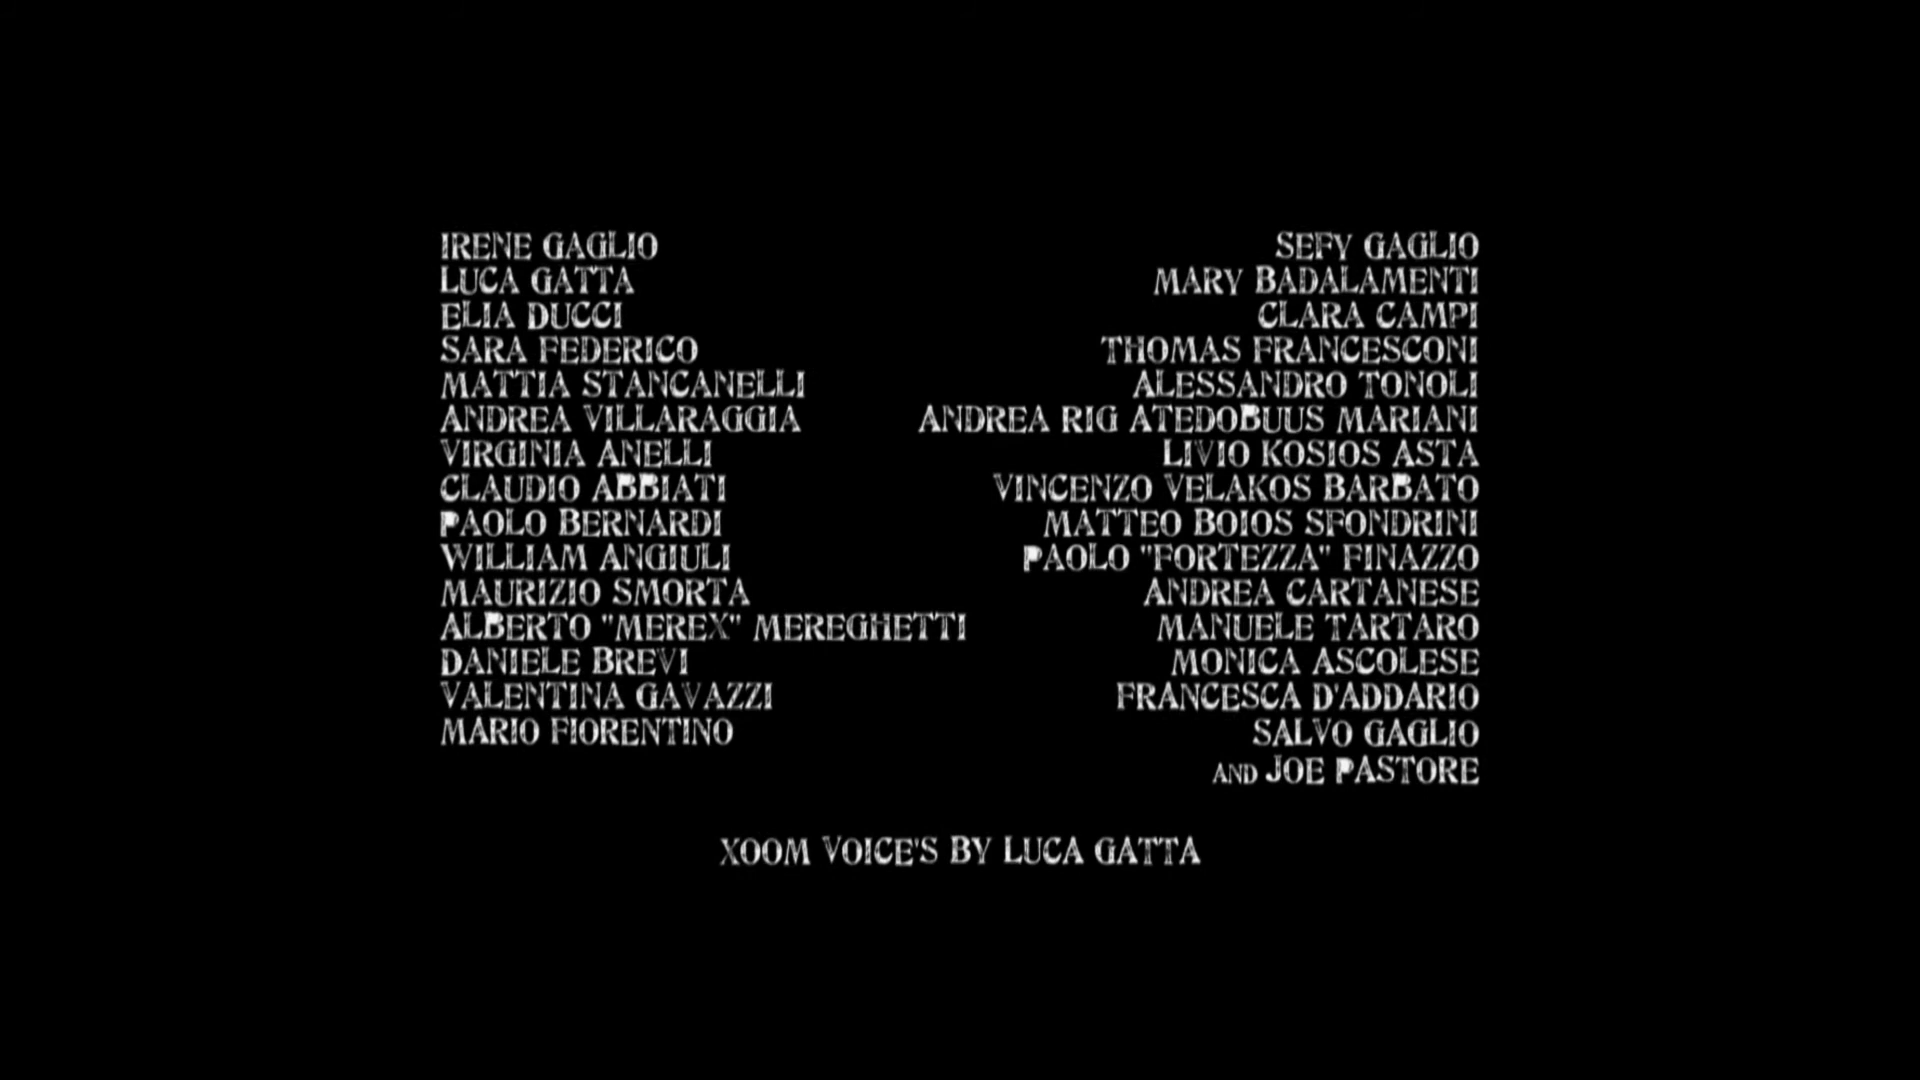 IRENE GAGLIO
LUCA GATTA
ELIA DUCCI
SARA FEDERICO
MATTIA STANCANELLI
ANDREA VILLARAGGIA
VIRGINIA ANELLI
CLAUDIO ABBIATI
PAOLO BERNARDI
WILLIAM ANGIULI
MAURIZIO SMORTA
ALBERTO "MEREX" MEREGHETTI
DANIELE BREVI
VALENTINA GAVAZZI
MARIO FIORENTINO
SEFY GAGLIO
MARY BADALAMENTI
CLARA CAMPI
THOMAS FRANCESCONI
ALESSANDRO TONOLI
ANDREA RIG ATEDOBUUS MARIANI
LIVIO KOSIOS ASTA
VINCENZO VELAKOS BARBATO
MATTEO BOIOS SFONDRINI
PAOLO "FORTEZZA" FINAZZO
ANDREA CARTANESE
MANUELE TARTARO
MONICA ASCOLESE
FRANCESCA D'ADDARIO
SALVO GAGLIO
AND JOE PASTORE
XOOM VOICE'S BY LUCA GATTA